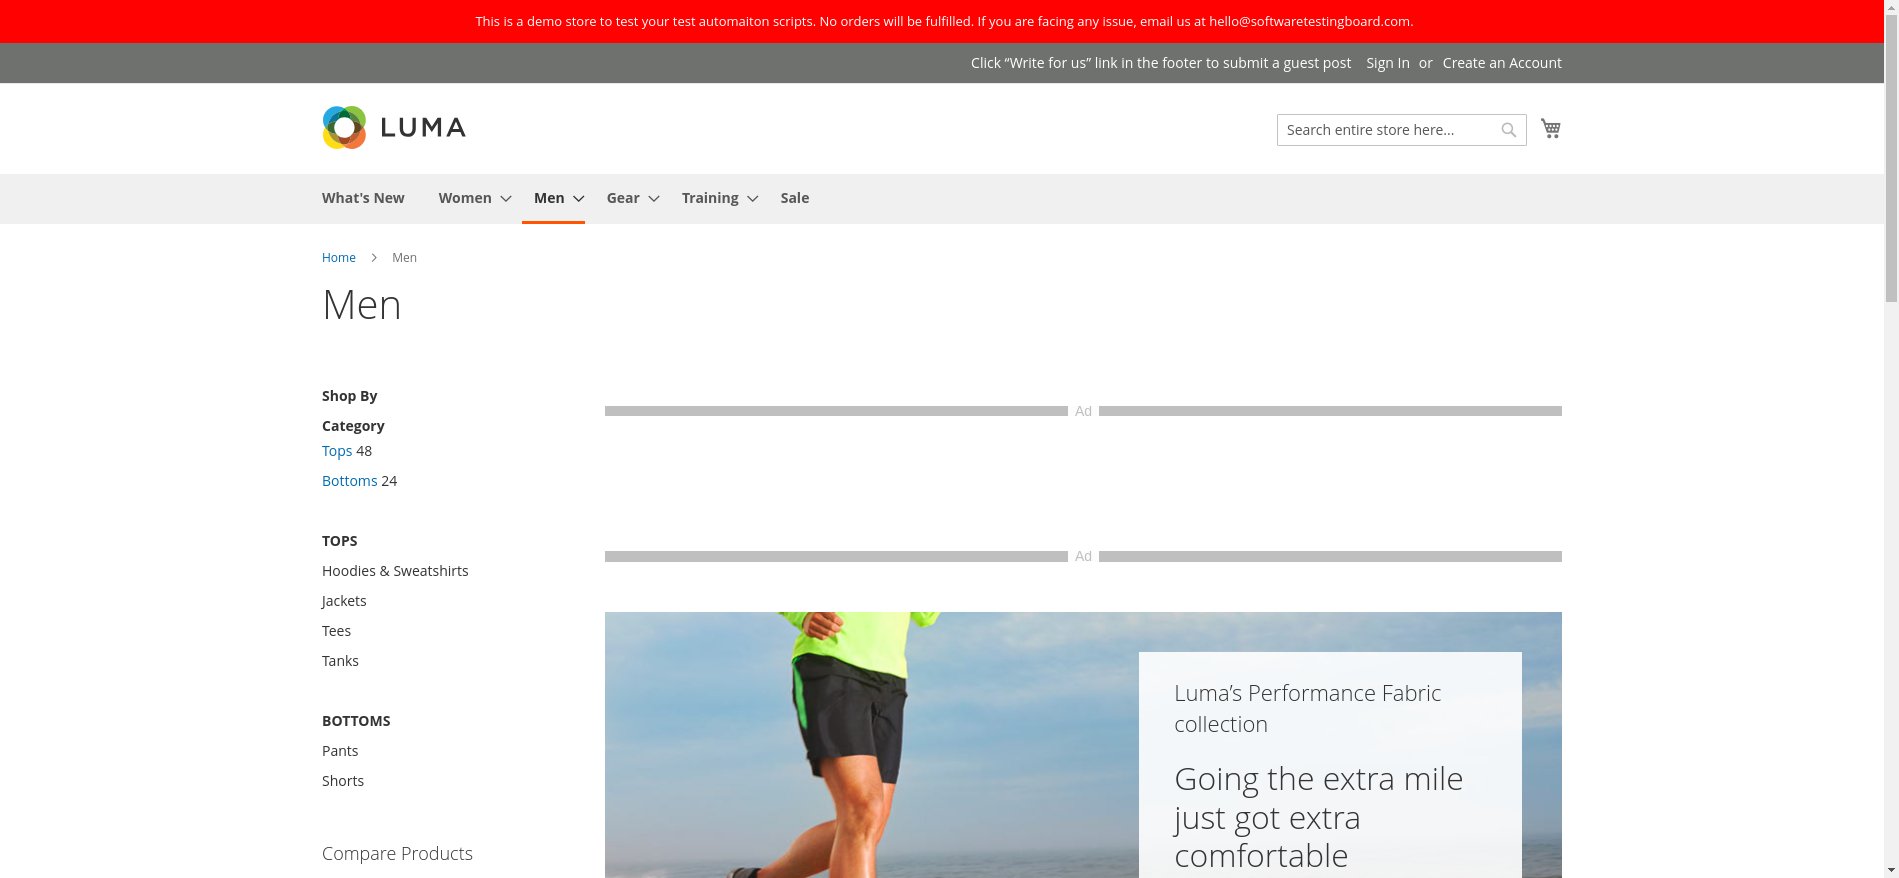 This is a demo store to test your test automaiton scripts. No orders will be fulfilled. If you are facing any issue, email us at hello@softwaretestingboard.com.
Click “Write for us” link in the footer to submit a guest post Sign In or Create an Account
LUMA
Search entire store here...
What's New Women Men Gear Training Sale
Home Men
Men
Shop By
Category
Tops 48
Bottoms 24
TOPS
Hoodies & Sweatshirts
Jackets
Tees
Tanks
BOTTOMS
Pants
Shorts
Compare Products
Ad
Ad
Luma’s Performance Fabric
collection
Going the extra mile
just got extra
comfortable